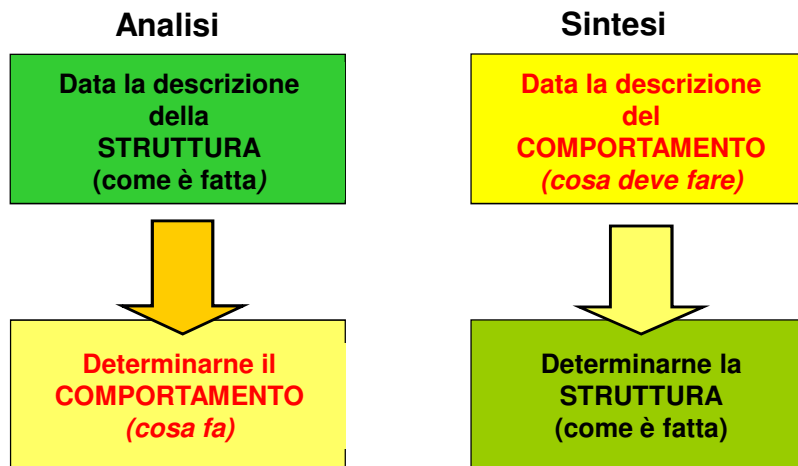 Analisi
Data la descrizione
della
STRUTTURA
(come è fatta)
Determinarne il
COMPORTAMENTO
(cosa fa)
Sintesi
Data la descrizione
del
COMPORTAMENTO
(cosa deve fare)
Determinarne la
STRUTTURA
(come è fatta)